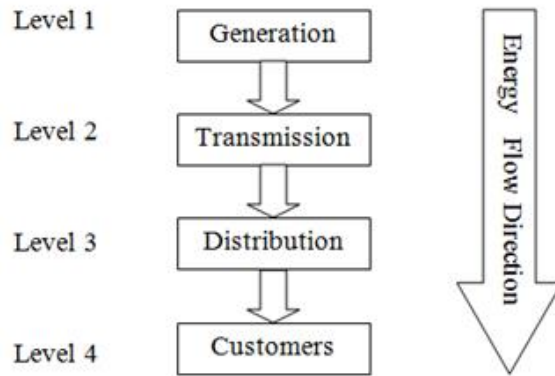 Level 1
Generation
Level 2
Transmission
Level 3
Distribution
Level 4
Customers
Energy Flow Direction